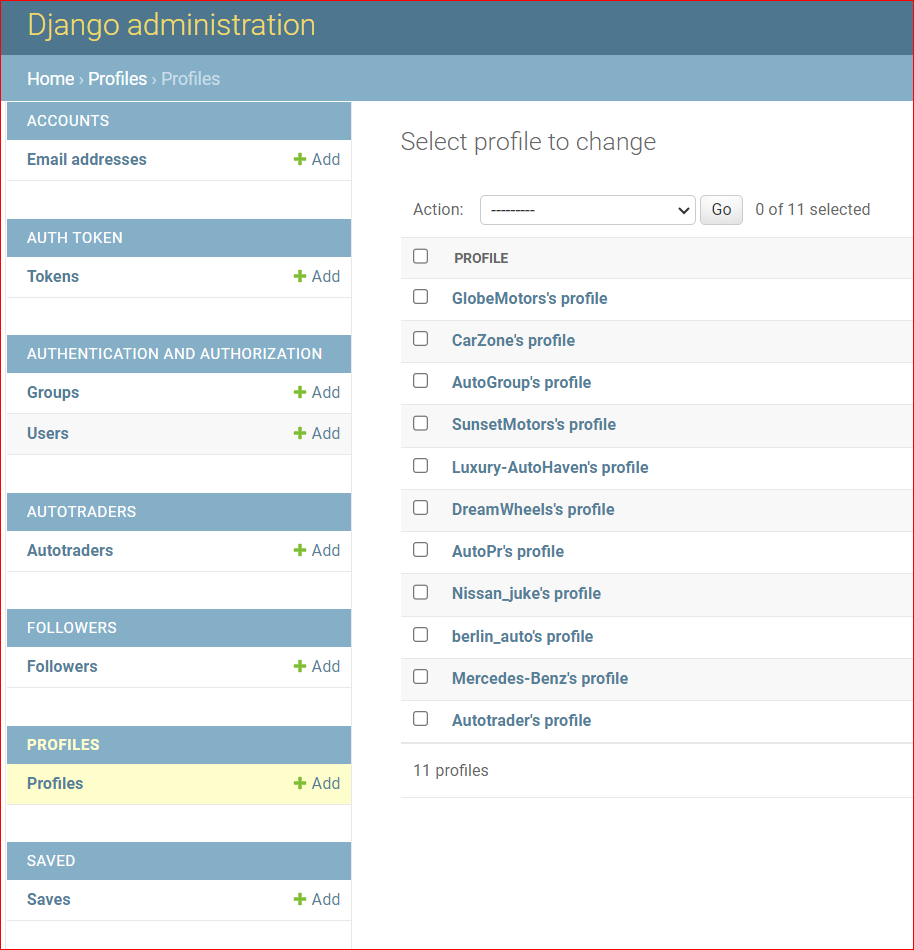 Django administration
Home › Profiles › Profiles
ACCOUNTS
Email addresses Add
AUTH TOKEN
Tokens Add
AUTHENTICATION AND AUTHORIZATION
Groups Add
Users Add
AUTOTRADERS
Autotraders Add
FOLLOWERS
Followers Add
PROFILES
Profiles Add
SAVED
Saves Add
Select profile to change
Action: --------- Go 0 of 11 selected
PROFILE
GlobeMotors's profile
CarZone's profile
AutoGroup's profile
SunsetMotors's profile
Luxury-AutoHaven's profile
DreamWheels's profile
AutoPr's profile
Nissan_juke's profile
berlin_auto's profile
Mercedes-Benz's profile
Autotrader's profile
11 profiles